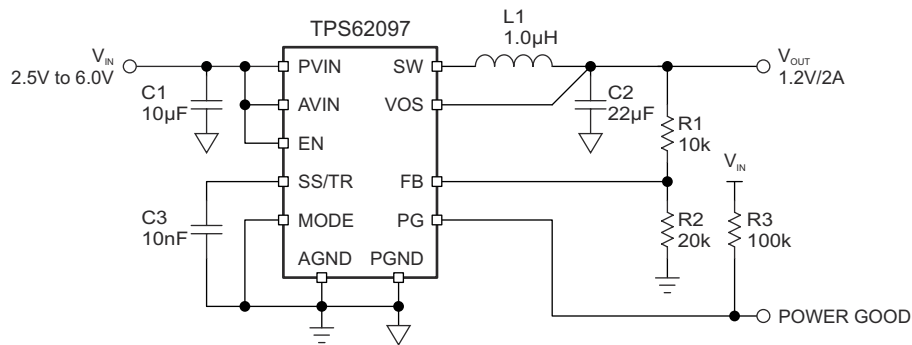 TPS62097
L1
1.0µH
V_IN
2.5V to 6.0V
C1
10µF
PVIN
AVIN
EN
SS/TR
MODE
AGND
PGND
SW
VOS
FB
PG
C2
22µF
V_OUT
1.2V/2A
R1
10k
R2
20k
V_IN
R3
100k
C3
10nF
POWER GOOD